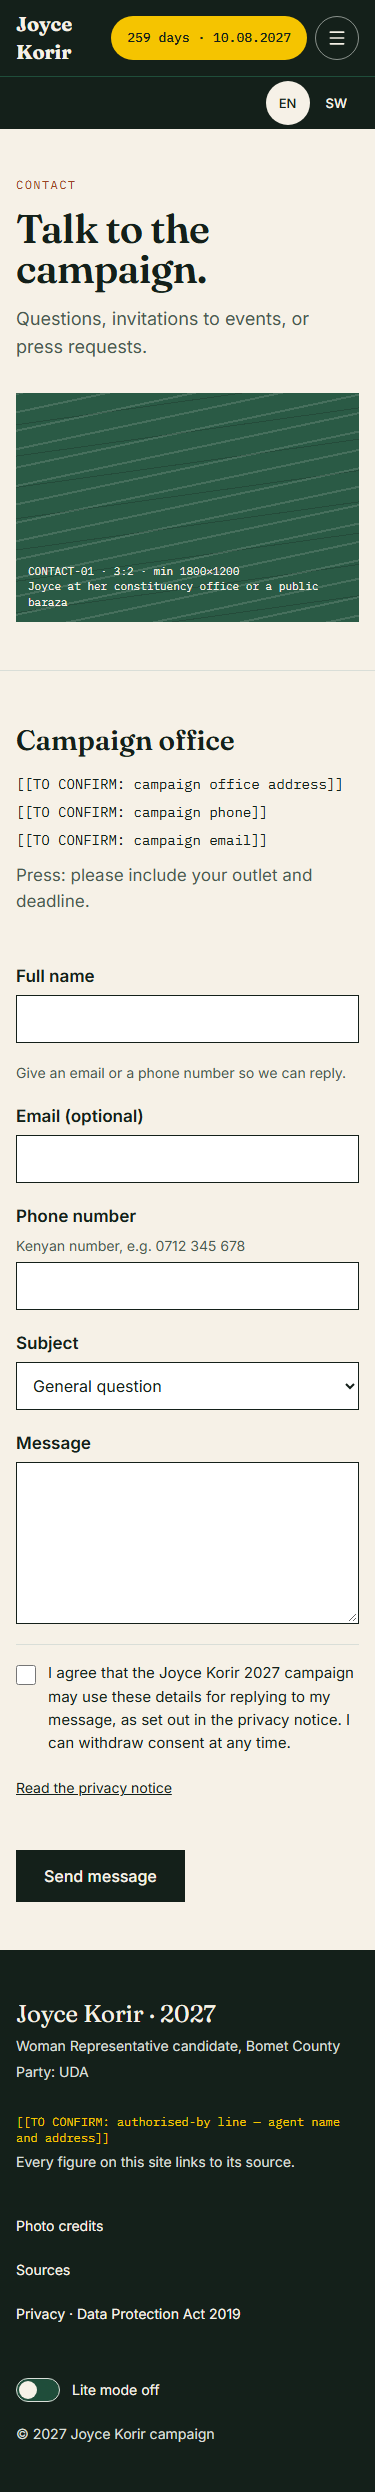 Joyce
Korir
259 days · 10.08.2027
EN
SW
CONTACT
Talk to the
campaign.
Questions, invitations to events, or
press requests.
CONTACT-01 · 3:2 · min 1800×1200
Joyce at her constituency office or a public
baraza
Campaign office
[[TO CONFIRM: campaign office address]]
[[TO CONFIRM: campaign phone]]
[[TO CONFIRM: campaign email]]
Press: please include your outlet and
deadline.
Full name
Give an email or a phone number so we can reply.
Email (optional)
Phone number
Kenyan number, e.g. 0712 345 678
Subject
General question
Message
I agree that the Joyce Korir 2027 campaign
may use these details for replying to my
message, as set out in the privacy notice. I
can withdraw consent at any time.
Read the privacy notice
Send message
Joyce Korir · 2027
Woman Representative candidate, Bomet County
Party: UDA
[[TO CONFIRM: authorised-by line — agent name
and address]]
Every figure on this site links to its source.
Photo credits
Sources
Privacy · Data Protection Act 2019
Lite mode off
© 2027 Joyce Korir campaign